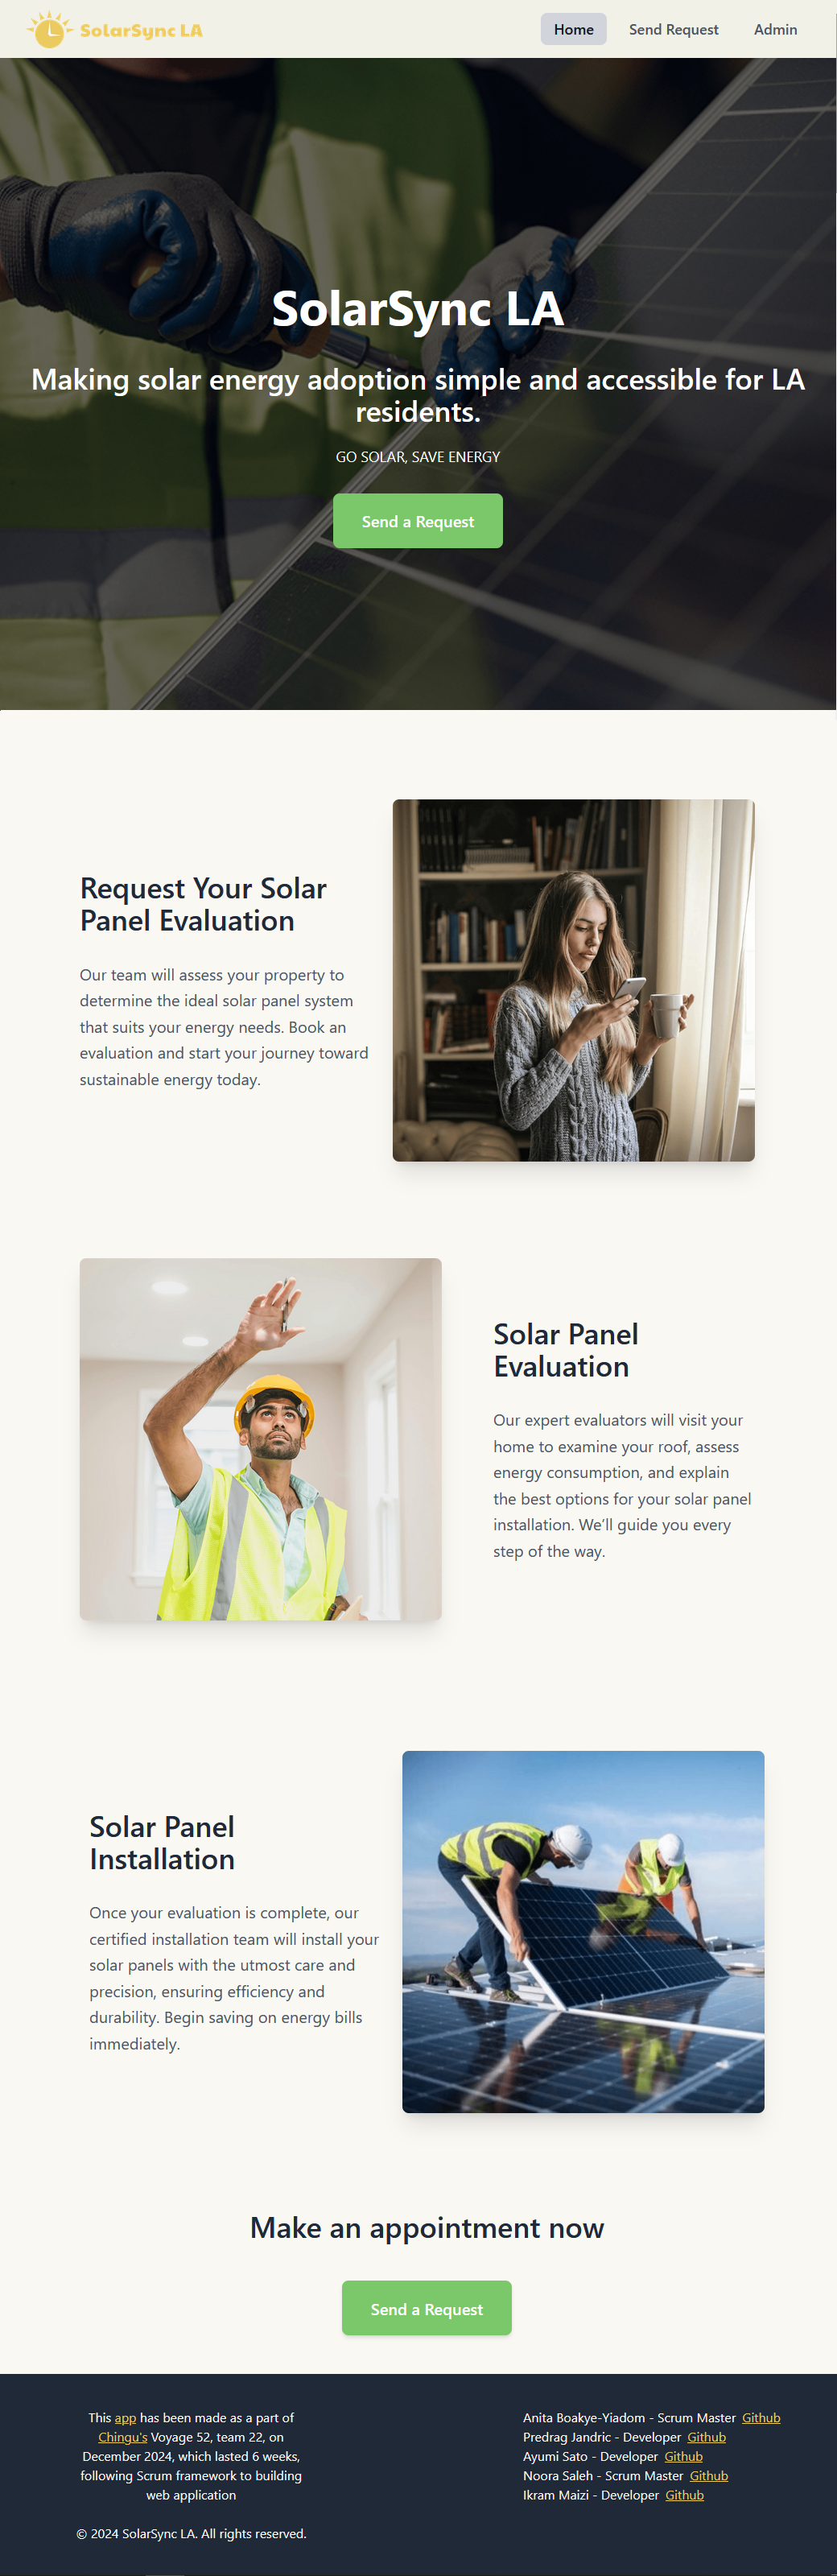 SolarSync LA
Home
Send Request
Admin
SolarSync LA
Making solar energy adoption simple and accessible for LA
residents.
GO SOLAR, SAVE ENERGY
Send a Request
Request Your Solar
Panel Evaluation
Our team will assess your property to
determine the ideal solar panel system
that suits your energy needs. Book an
evaluation and start your journey toward
sustainable energy today.
Solar Panel
Evaluation
Our expert evaluators will visit your
home to examine your roof, assess
energy consumption, and explain
the best options for your solar panel
installation. We’ll guide you every
step of the way.
Solar Panel
Installation
Once your evaluation is complete, our
certified installation team will install your
solar panels with the utmost care and
precision, ensuring efficiency and
durability. Begin saving on energy bills
immediately.
Make an appointment now
Send a Request
This app has been made as a part of
Chingu's Voyage 52, team 22, on
December 2024, which lasted 6 weeks,
following Scrum framework to building
web application
© 2024 SolarSync LA. All rights reserved.
Anita Boakye-Yiadom - Scrum Master Github
Predrag Jandric - Developer Github
Ayumi Sato - Developer Github
Noora Saleh - Scrum Master Github
Ikram Maizi - Developer Github